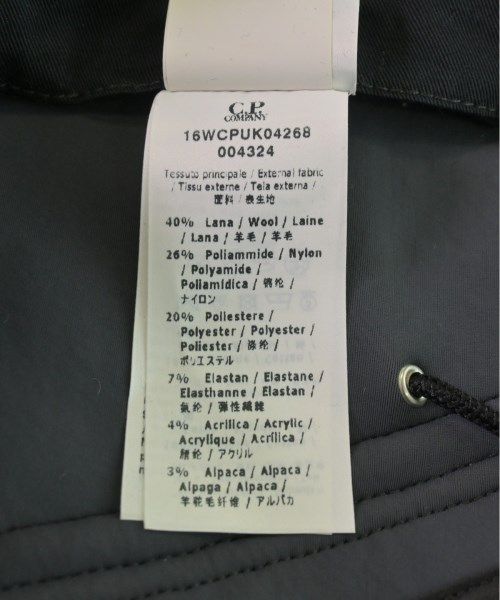 C.P.
COMPANY
16WCPUK04268
004324
Tessuto principale / External fabric
/ Tissu externe / Tela externa /
面料 / 表生地
40% Lana / Wool / Laine
/ Lana / 羊毛 / 羊毛
26% Poliammide / Nylon
/ Polyamide /
Poliamidica / 锦纶 /
ナイロン
20% Poliestere /
Polyester / Polyester /
Poliester / 涤纶 /
ポリエステル
7% Elastan / Elastane /
Elasthanne / Elastan /
氨纶 / 弾性繊維
4% Acrilica / Acrylic /
Acrylique / Acrílica /
腈纶 / アクリル
3% Alpaca / Alpaca /
Alpaga / Alpaca /
羊驼毛纤维 / アルパカ